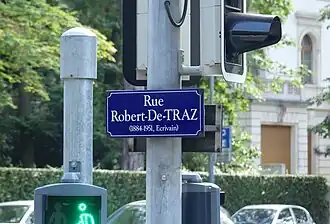 Rue
Robert-De-TRAZ
(1884-1951, Ecrivain)